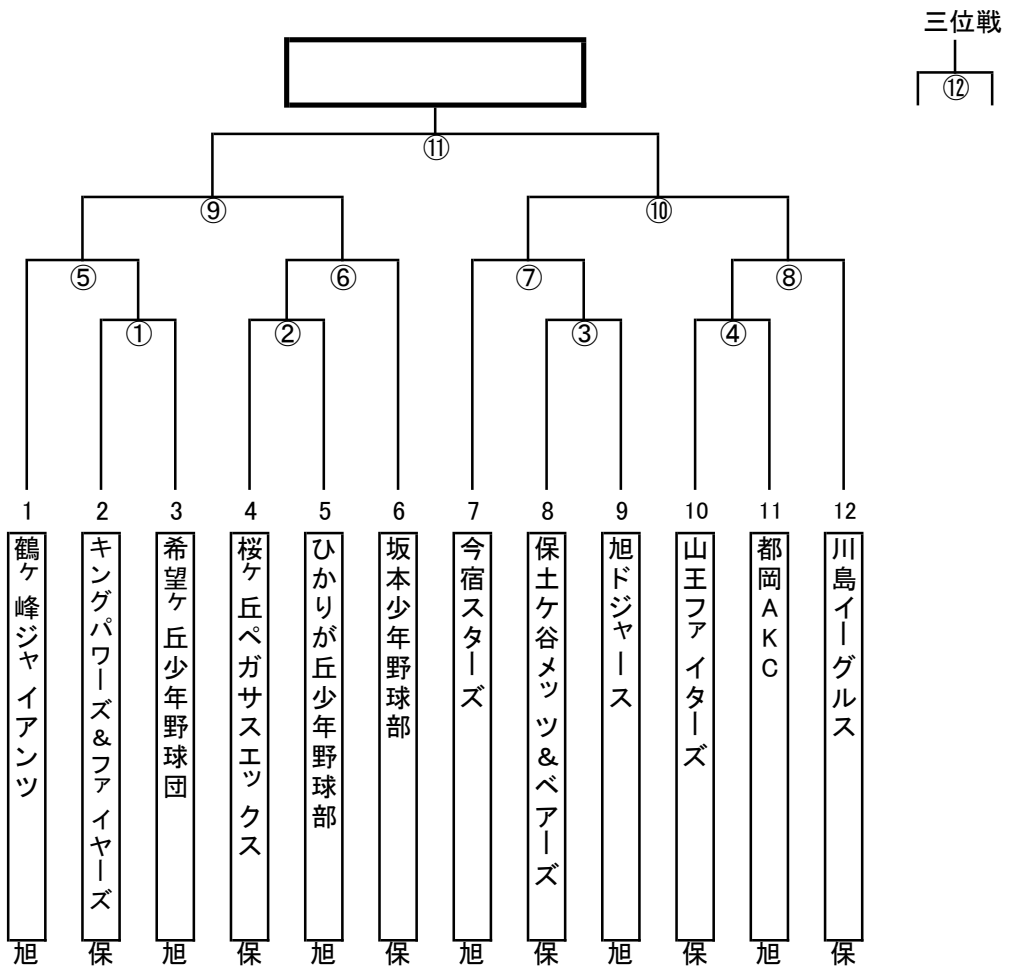 三位戦
⑫
⑪
⑨
⑩
⑤
⑥
⑦
⑧
①
②
③
④
1 2 3 4 5 6 7 8 9 10 11 12
鶴ヶ峰ジャイアンツ
キングパワーズ&ファイヤーズ
希望ヶ丘少年野球団
桜ヶ丘ペガサスエックス
ひかりが丘少年野球部
坂本少年野球部
今宿スターズ
保土ケ谷メッツ&ベアーズ
旭ドジャース
山王ファイターズ
都岡AKC
川島イーグルス
旭 保 旭 保 旭 保 旭 保 旭 保 旭 保